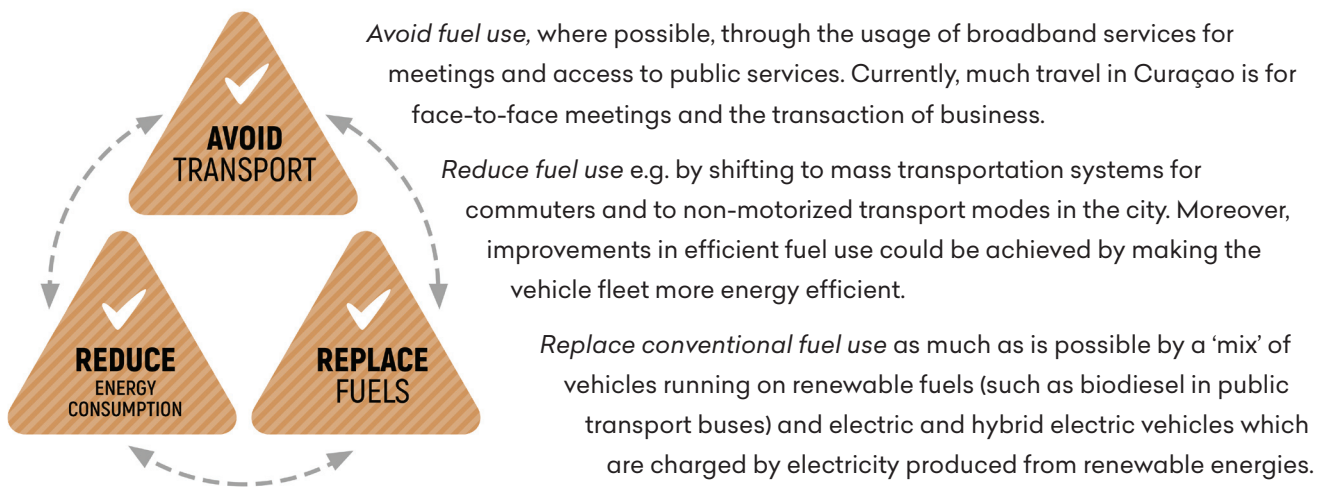 AVOID
TRANSPORT
REDUCE
ENERGY
CONSUMPTION
REPLACE
FUELS
Avoid fuel use, where possible, through the usage of broadband services for
meetings and access to public services. Currently, much travel in Curaçao is for
face-to-face meetings and the transaction of business.
Reduce fuel use e.g. by shifting to mass transportation systems for
commuters and to non-motorized transport modes in the city. Moreover,
improvements in efficient fuel use could be achieved by making the
vehicle fleet more energy efficient.
Replace conventional fuel use as much as is possible by a ‘mix’ of
vehicles running on renewable fuels (such as biodiesel in public
transport buses) and electric and hybrid electric vehicles which
are charged by electricity produced from renewable energies.